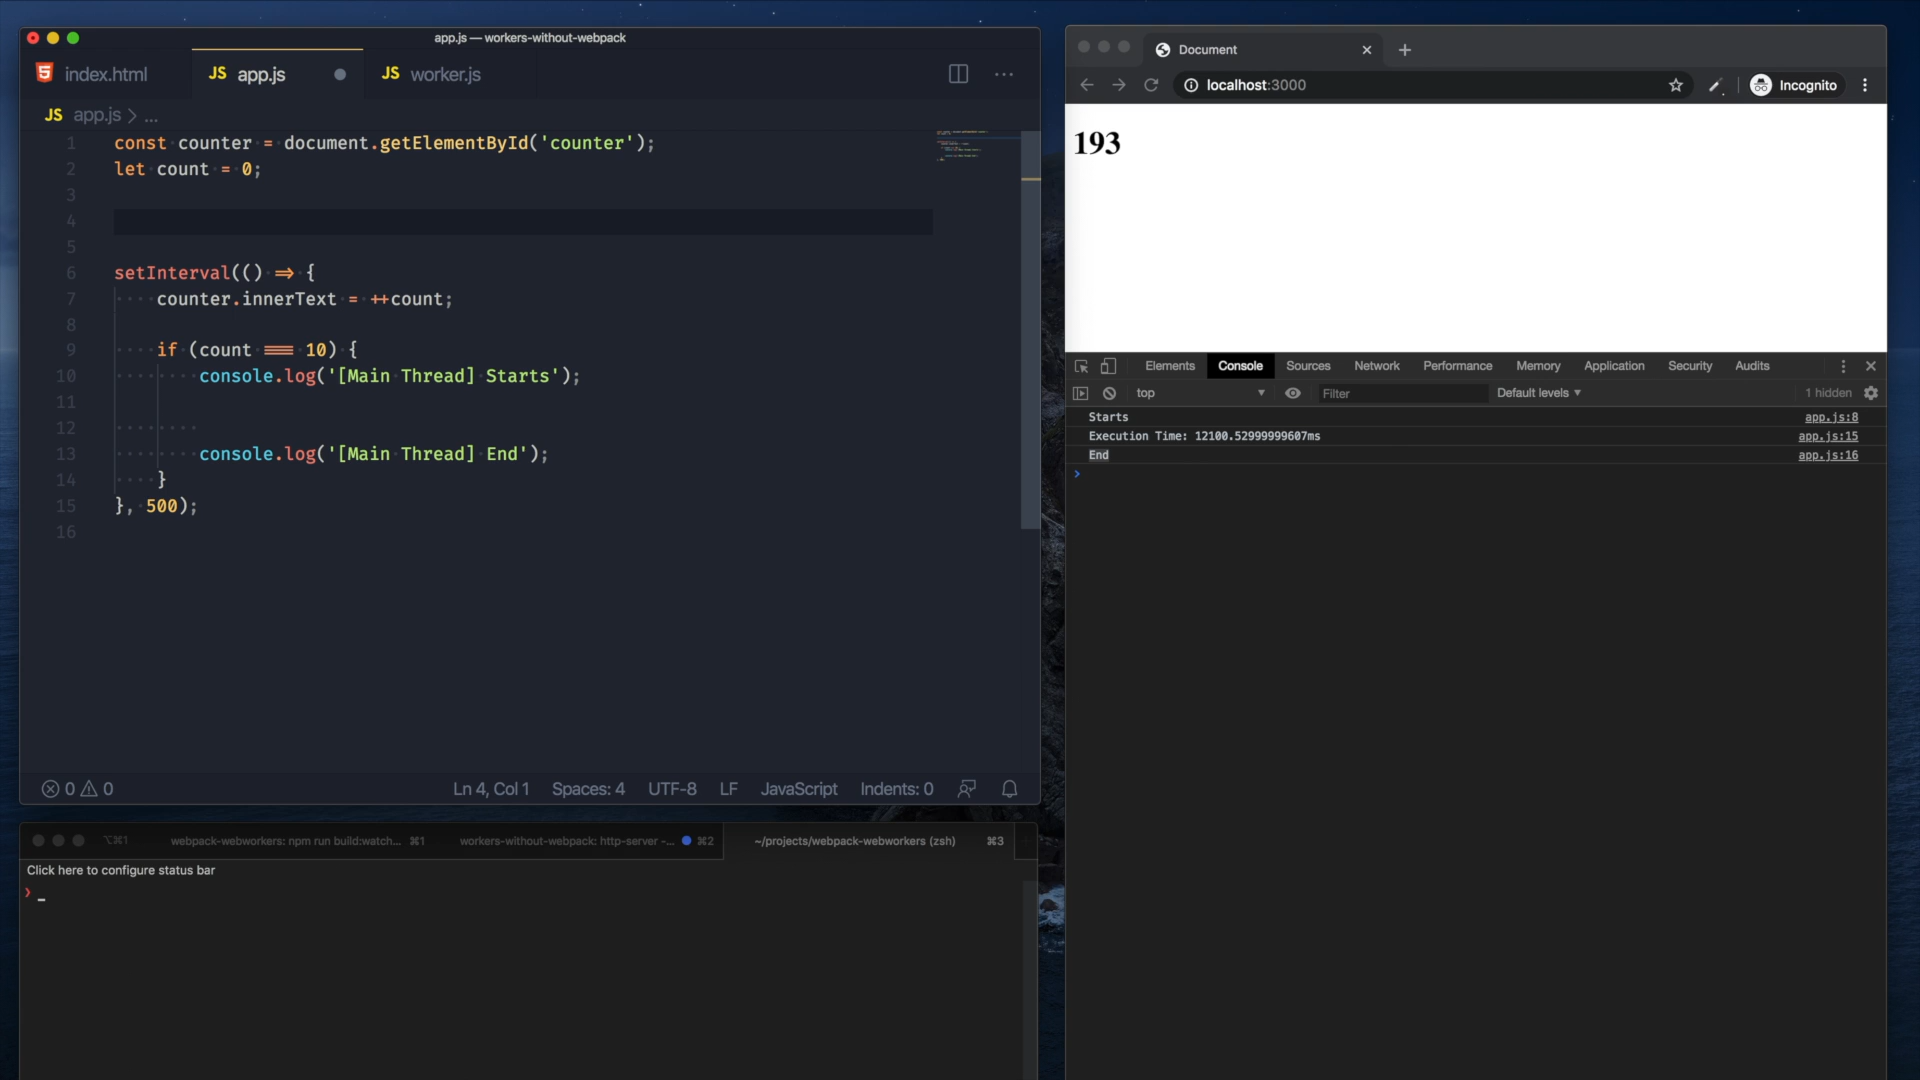 app.js — workers-without-webpack
index.html
JS app.js
JS worker.js
JS app.js > ...
1 const counter = document.getElementById('counter');
2 let count = 0;
3
4
5
6 setInterval(() => {
7 counter.innerText = ++count;
8
9 if (count === 10) {
10 console.log('[Main Thread] Starts');
11
12
13 console.log('[Main Thread] End');
14 }
15 }, 500);
16
0 0 Ln 4, Col 1 Spaces: 4 UTF-8 LF JavaScript Indents: 0
⌥⌘1 webpack-webworkers: npm run build:watch... ⌘1 workers-without-webpack: http-server -... ⌘2 ~/projects/webpack-webworkers (zsh) ⌘3
Click here to configure status bar
Document
localhost:3000 Incognito
193
Elements Console Sources Network Performance Memory Application Security Audits
top Filter Default levels 1 hidden
Starts app.js:8
Execution Time: 12100.52999999607ms app.js:15
End app.js:16